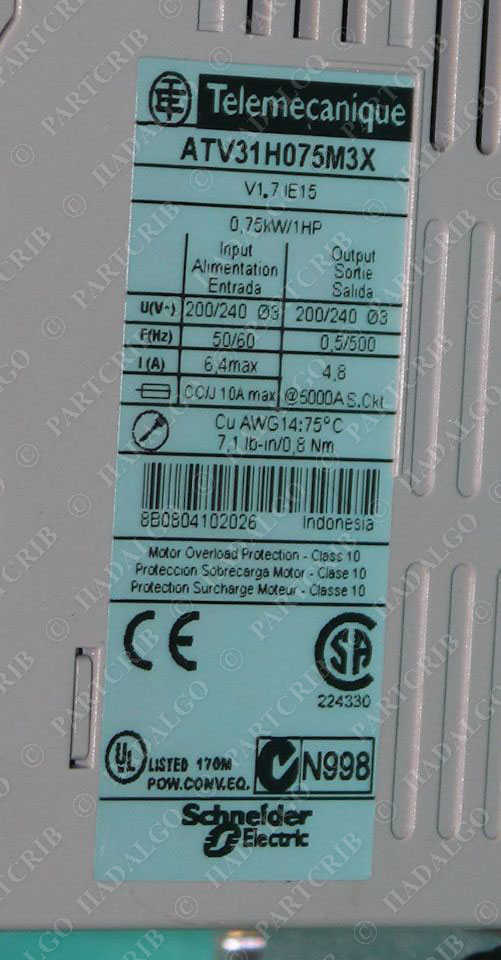 Telemecanique
ATV31H075M3X
V1.7 IE15
0,75kW/1HP
Input Output
Alimentation Sortie
Entrada Salida
U(V~) 200/240 Ø3 200/240 Ø3
F(Hz) 50/60 0,5/500
I (A) 6,4max 4,8
CC/J 10A max @5000A S.Ckt
Cu AWG14:75°C
7,1 lb-in/0,8 Nm
8B0804102026 Indonesia
Motor Overload Protection - Class 10
Proteccion Sobrecarga Motor - Clase 10
Protection Surcharge Moteur - Classe 10
CE
SA
224330
UL LISTED 170M
POW.CONV.EQ.
N998
Schneider
Electric
© PARTCRIB
© HADALGO